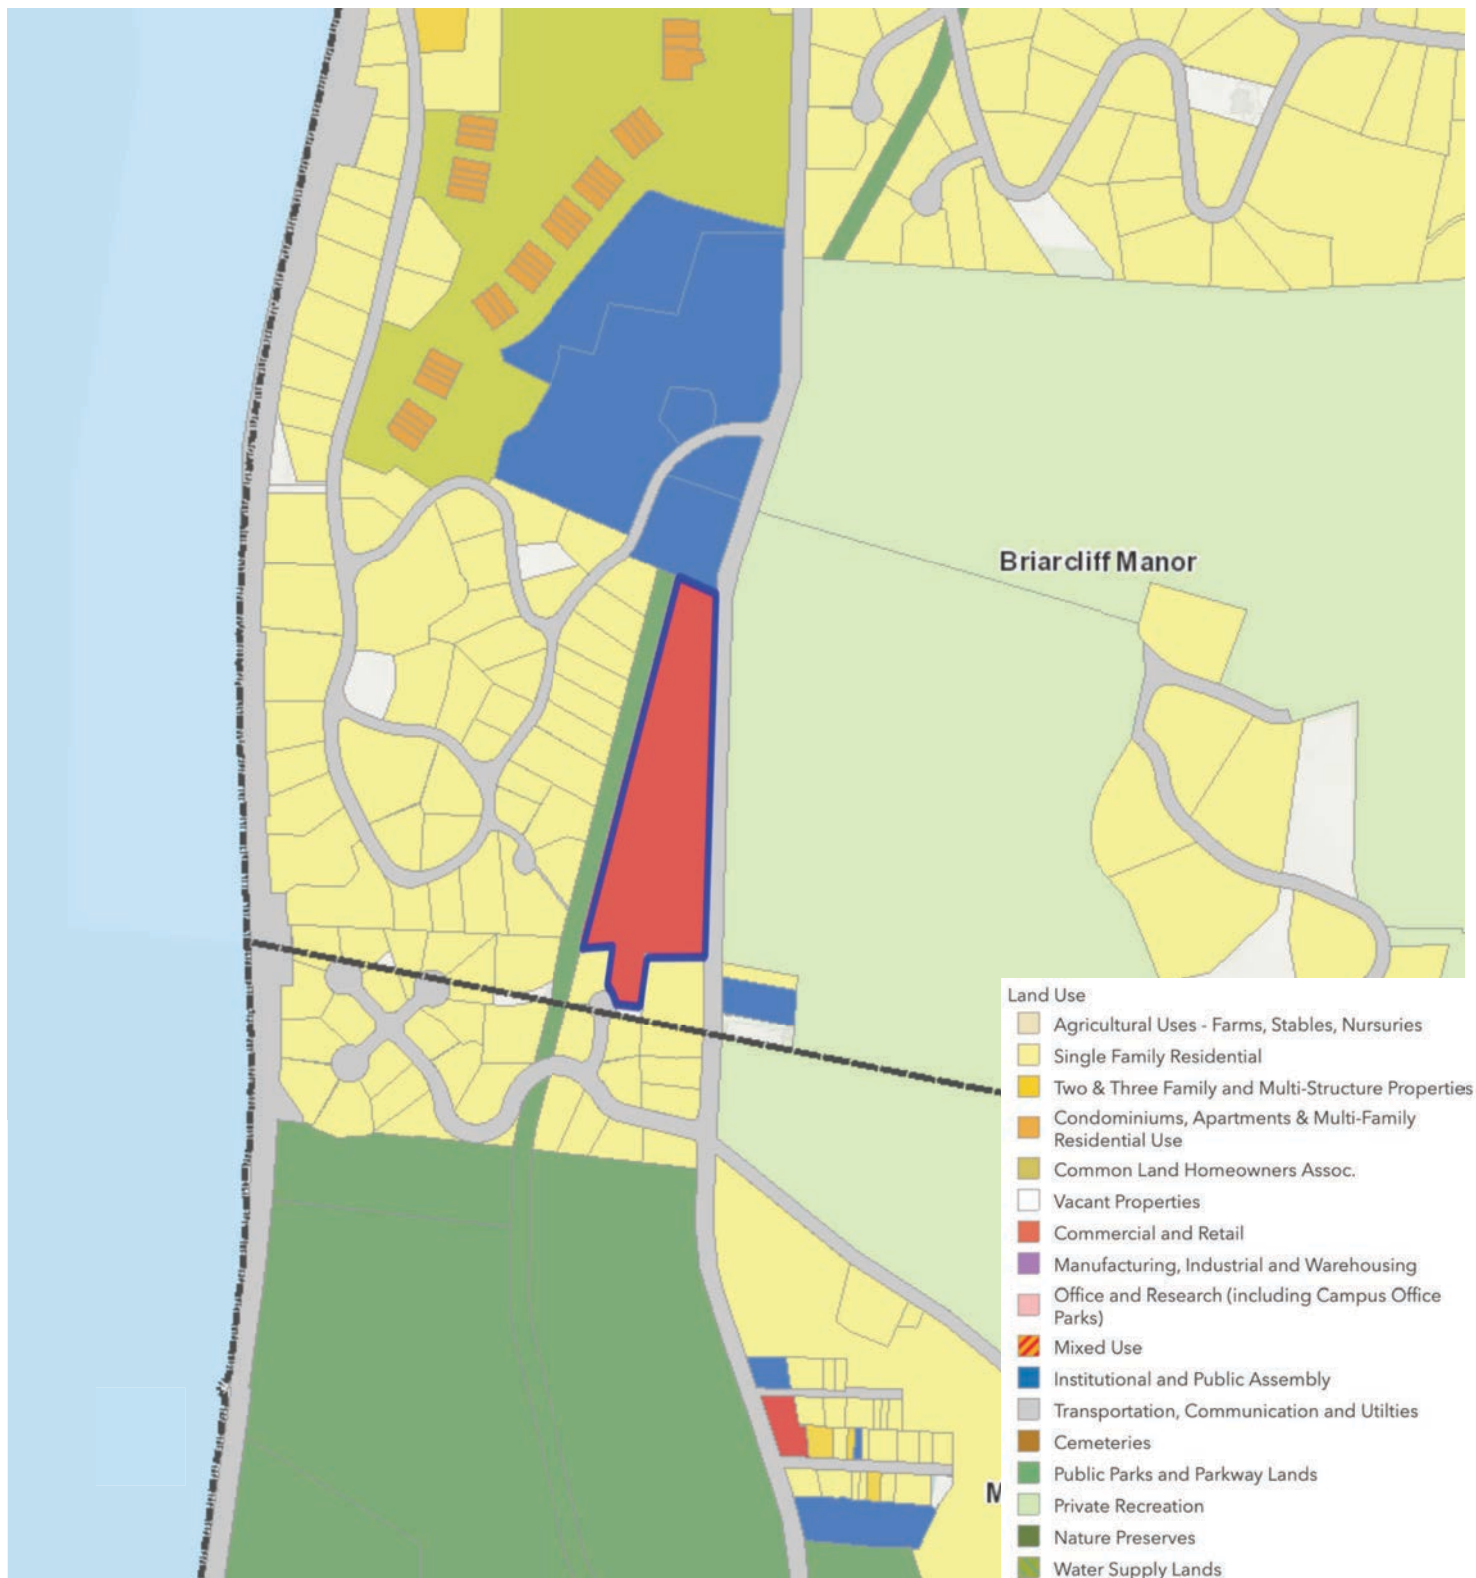 Briarcliff Manor
Land Use
Agricultural Uses - Farms, Stables, Nursuries
Single Family Residential
Two & Three Family and Multi-Structure Properties
Condominiums, Apartments & Multi-Family
Residential Use
Common Land Homeowners Assoc.
Vacant Properties
Commercial and Retail
Manufacturing, Industrial and Warehousing
Office and Research (including Campus Office
Parks)
Mixed Use
Institutional and Public Assembly
Transportation, Communication and Utilties
Cemeteries
Public Parks and Parkway Lands
M
Private Recreation
Nature Preserves
Water Supply Lands